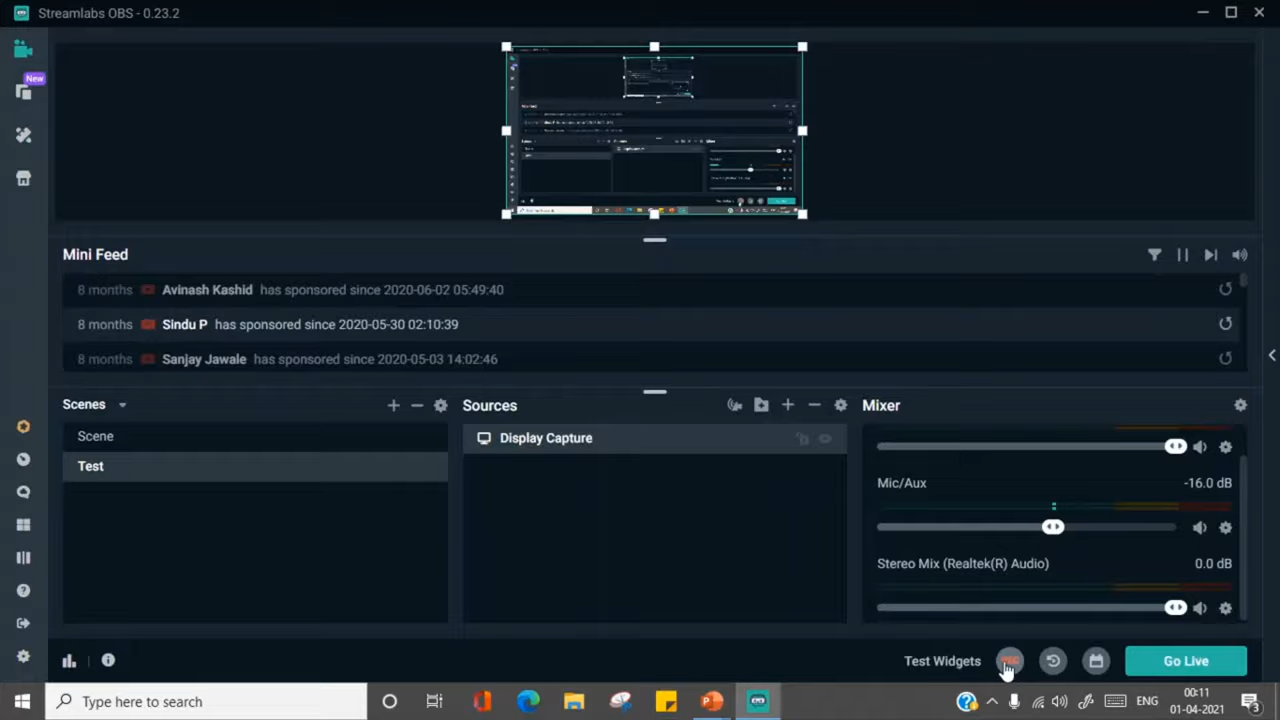 Streamlabs OBS - 0.23.2
New
Mini Feed
8 months Avinash Kashid has sponsored since 2020-06-02 05:49:40
8 months Sindu P has sponsored since 2020-05-30 02:10:39
8 months Sanjay Jawale has sponsored since 2020-05-03 14:02:46
Scenes
Sources
Mixer
Scene
Test
Display Capture
Mic/Aux -16.0 dB
Stereo Mix (Realtek(R) Audio) 0.0 dB
Test Widgets
REC
Go Live
Type here to search
ENG
00:11
01-04-2021
3